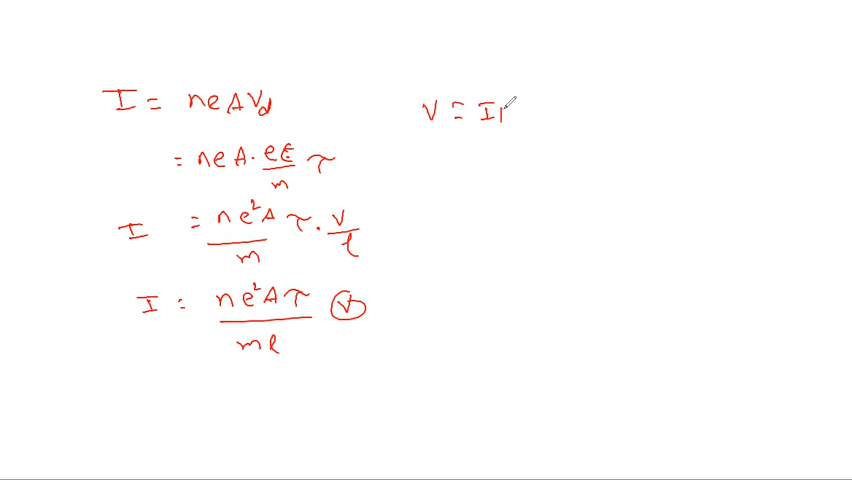 I = neAVd
= neA · eE/m τ
I = ne²A/m τ · V/l
I = ne²Aτ/ml V
V = I